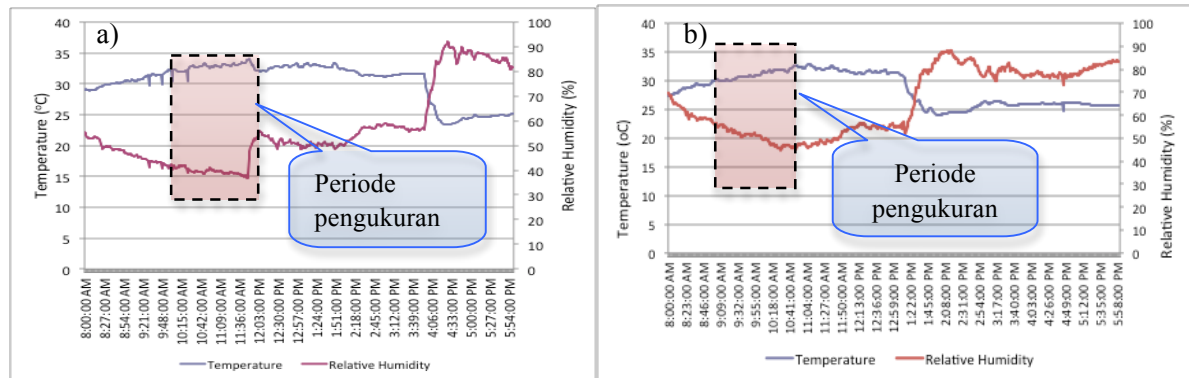 a)
40
35
30
25
20
15
10
5
0
Temperature (°C)
100
90
80
70
60
50
40
30
20
10
0
Relative Humidity (%)
Periode
pengukuran
8:00:00 AM
8:27:00 AM
8:54:00 AM
9:21:00 AM
9:48:00 AM
10:15:00 AM
10:42:00 AM
11:09:00 AM
11:36:00 AM
12:03:00 PM
12:30:00 PM
12:57:00 PM
1:24:00 PM
1:51:00 PM
2:18:00 PM
2:45:00 PM
3:12:00 PM
3:39:00 PM
4:06:00 PM
4:33:00 PM
5:00:00 PM
5:27:00 PM
5:54:00 PM
Temperature
Relative Humidity
b)
40
35
30
25
20
15
10
5
0
Temperature (oC)
100
90
80
70
60
50
40
30
20
10
0
Relative Humidity (%)
Periode
pengukuran
8:00:00 AM
8:23:00 AM
8:46:00 AM
9:09:00 AM
9:32:00 AM
9:55:00 AM
10:18:00 AM
10:41:00 AM
11:04:00 AM
11:27:00 AM
11:50:00 AM
12:13:00 PM
12:36:00 PM
12:59:00 PM
1:22:00 PM
1:45:00 PM
2:08:00 PM
2:31:00 PM
2:54:00 PM
3:17:00 PM
3:40:00 PM
4:03:00 PM
4:26:00 PM
4:49:00 PM
5:12:00 PM
5:35:00 PM
5:58:00 PM
Temperature
Relative Humidity